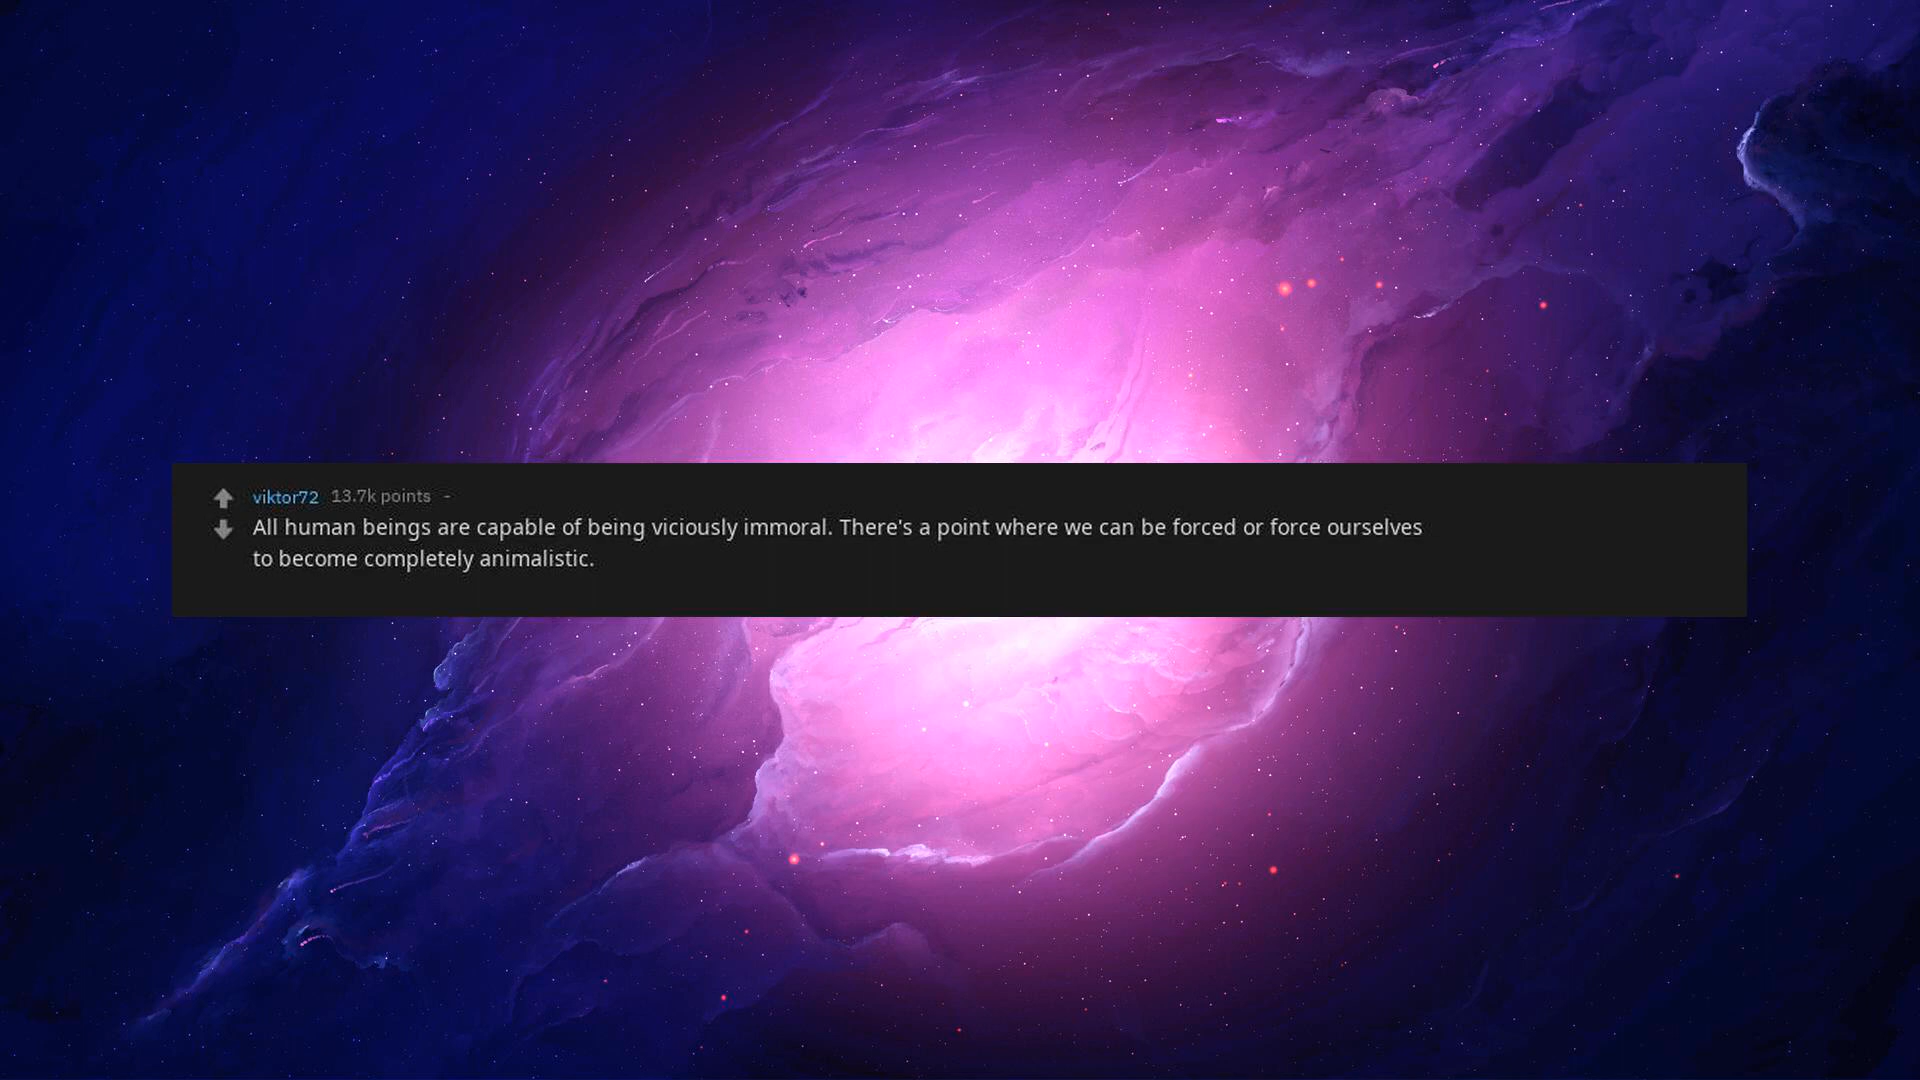 viktor72 13.7k points -
All human beings are capable of being viciously immoral. There's a point where we can be forced or force ourselves
to become completely animalistic.